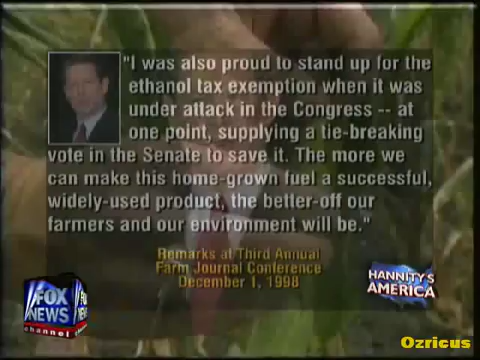 "I was also proud to stand up for the
ethanol tax exemption when it was
under attack in the Congress -- at
one point, supplying a tie-breaking
vote in the Senate to save it. The more we
can make this home-grown fuel a successful,
widely-used product, the better-off our
farmers and our environment will be."
Remarks at Third Annual
Farm Journal Conference
December 1, 1998
HANNITY'S
AMERICA
FOX
NEWS
channel
Ozricus